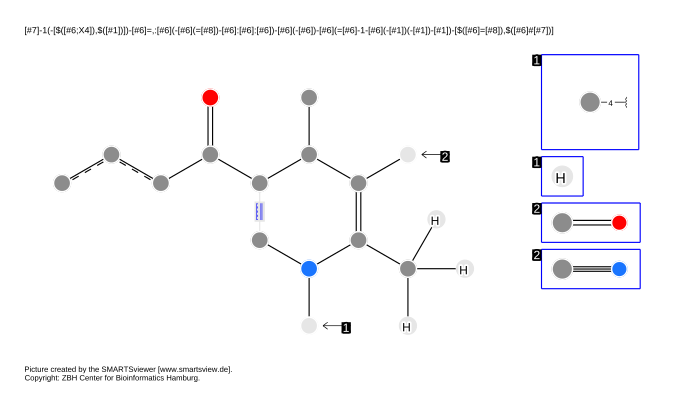 [#7]-1(-[$([#6;X4]),$([#1])])-[#6]=,:[#6](-[#6](=[#8])-[#6]:[#6]:[#6])-[#6](-[#6])-[#6](=[#6]-1-[#6](-[#1])(-[#1])-[#1])-[$([#6]=[#8]),$([#6]#[#7])]
1
4
2
1
H
H
2
H
2
1
H
Picture created by the SMARTSviewer [www.smartsview.de].
Copyright: ZBH Center for Bioinformatics Hamburg.